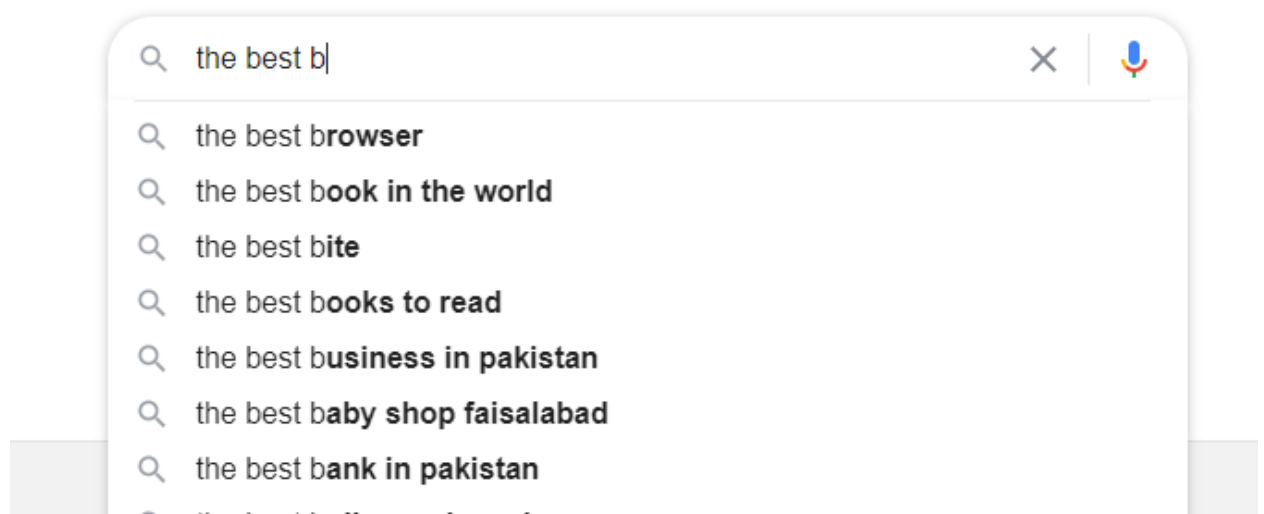 the best b
the best browser
the best book in the world
the best bite
the best books to read
the best business in pakistan
the best baby shop faisalabad
the best bank in pakistan